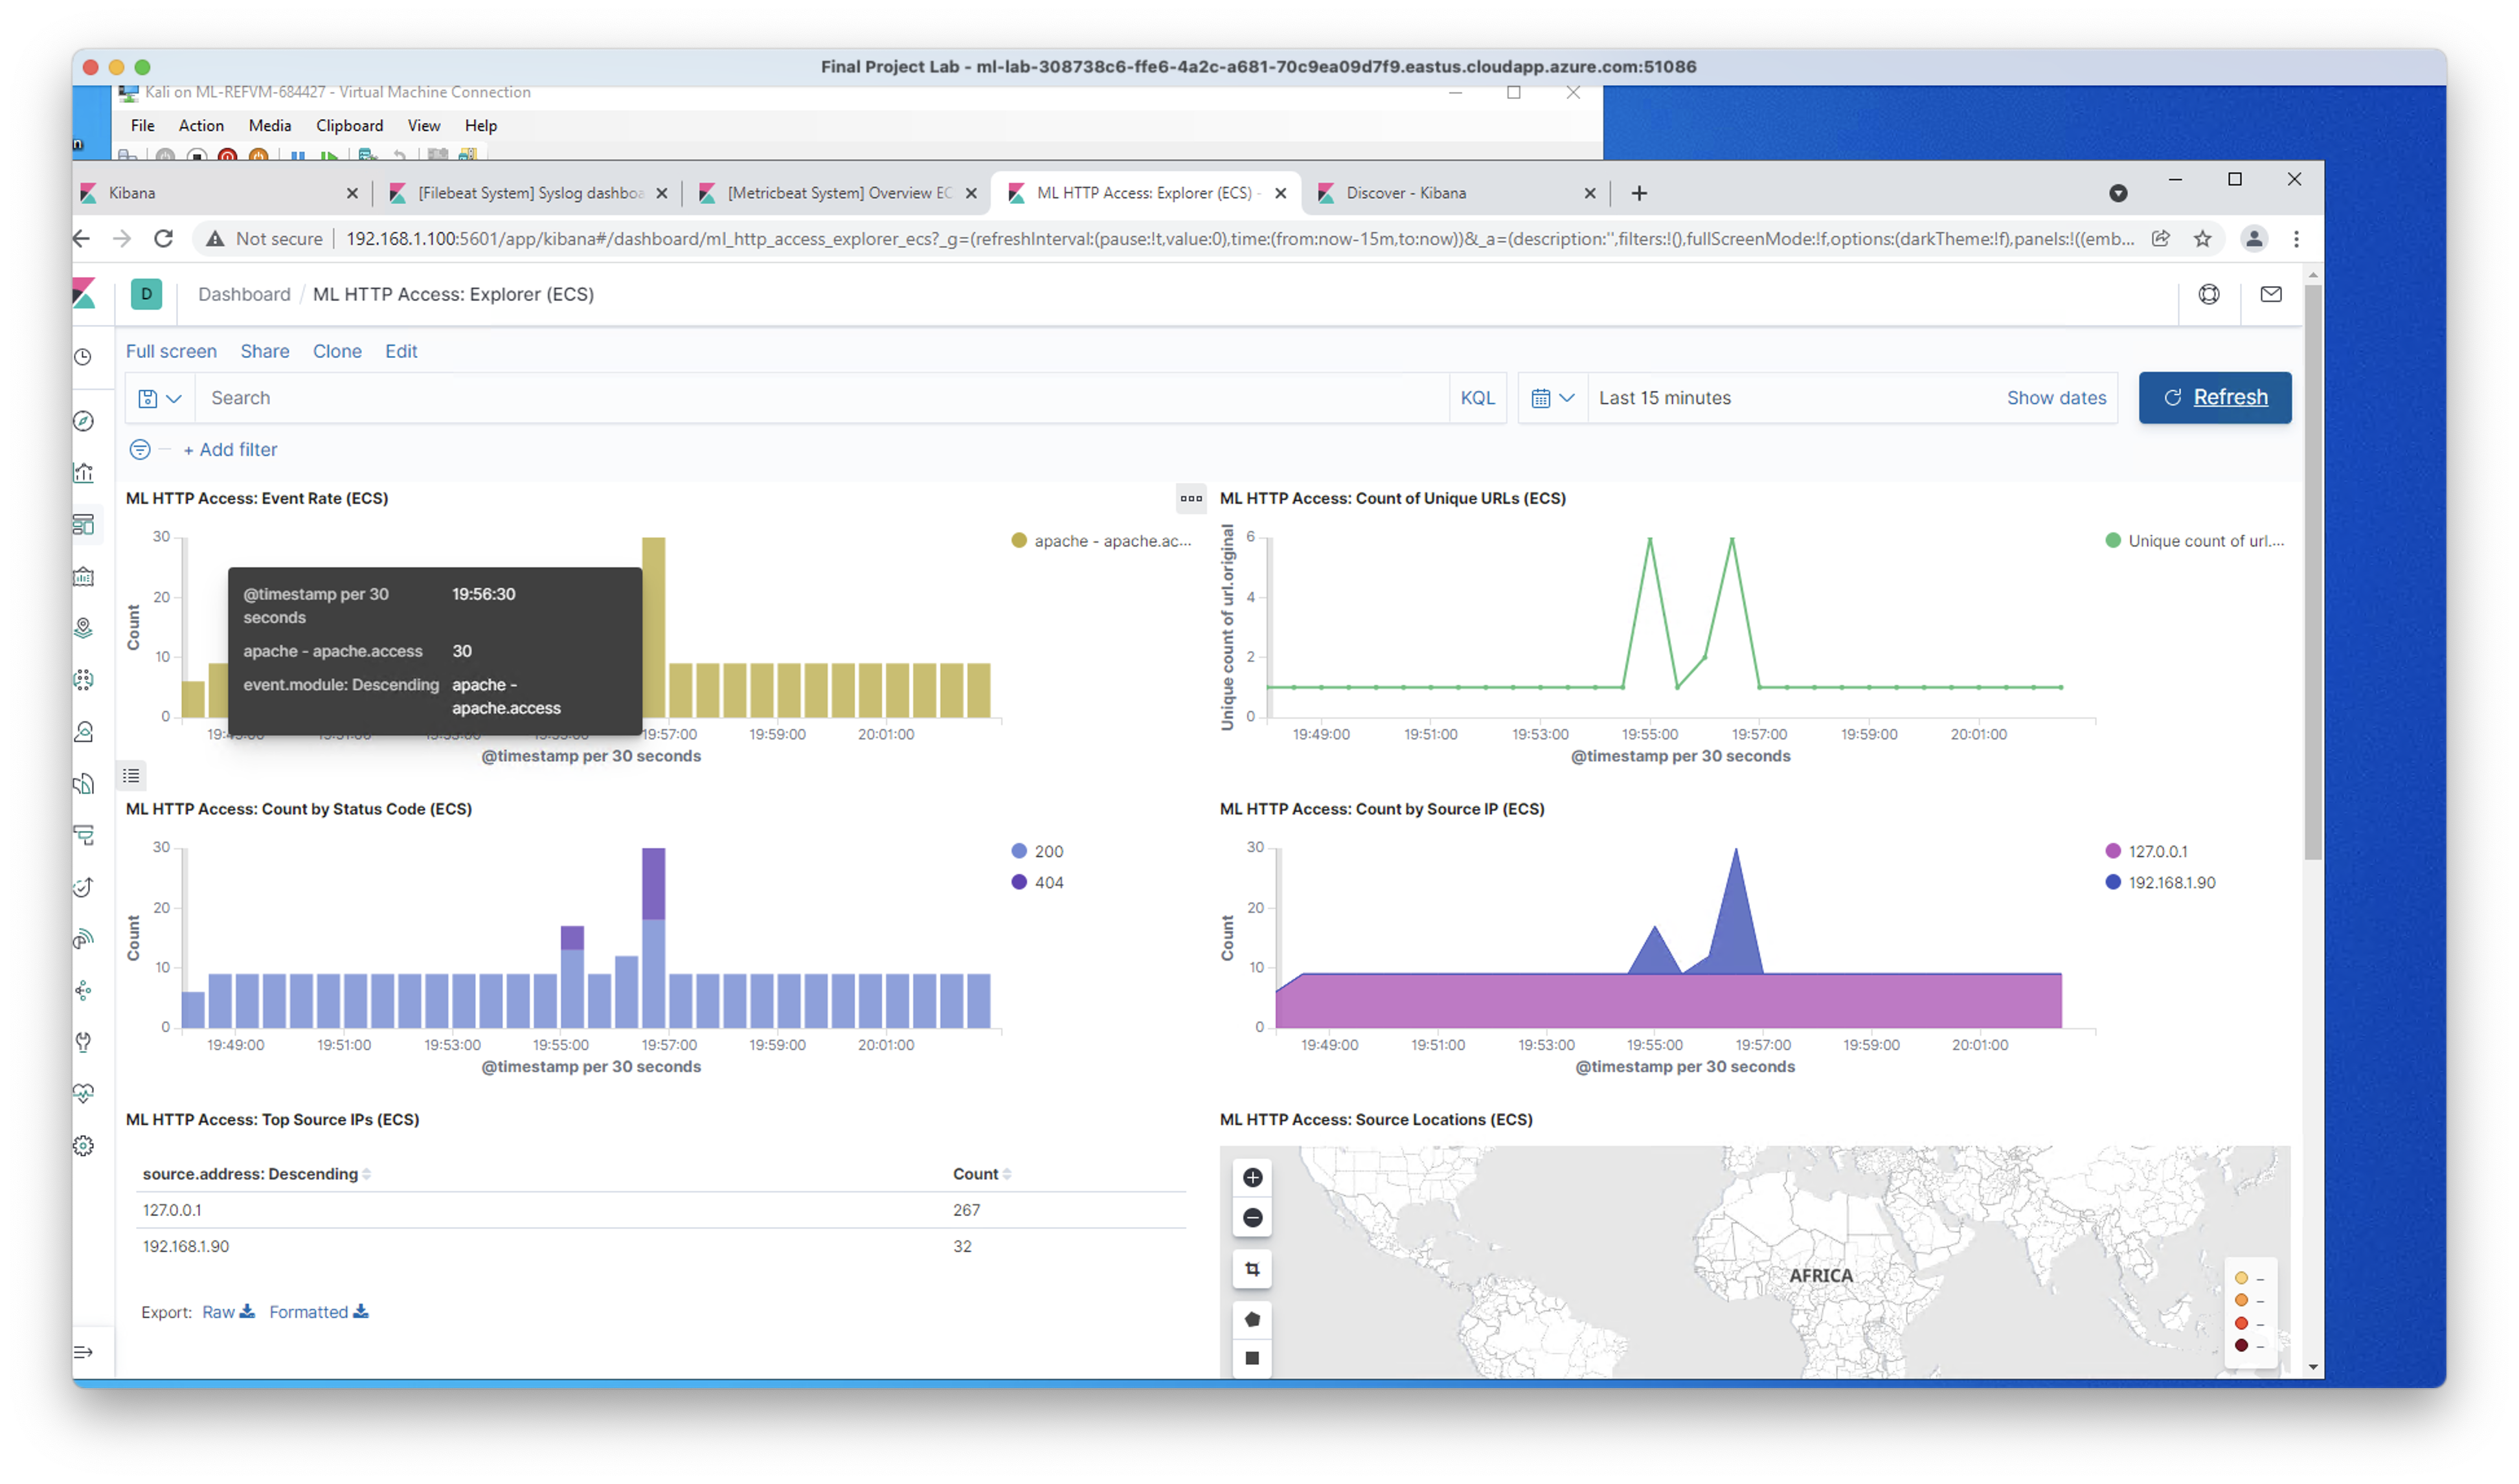 Final Project Lab - ml-lab-308738c6-ffe6-4a2c-a681-70c9ea09d7f9.eastus.cloudapp.azure.com:51086
Kali on ML-REFVM-684427 - Virtual Machine Connection
File Action Media Clipboard View Help
n
Kibana
[Filebeat System] Syslog dashboa
[Metricbeat System] Overview EC
ML HTTP Access: Explorer (ECS) -
Discover - Kibana
Not secure
192.168.1.100:5601/app/kibana#/dashboard/ml_http_access_explorer_ecs?_g=(refreshInterval:(pause:!t,value:0),time:(from:now-15m,to:now))&_a=(description:'',filters:!(),fullScreenMode:!f,options:(darkTheme:!f),panels:!((emb...
D
Dashboard / ML HTTP Access: Explorer (ECS)
Full screen Share Clone Edit
Search
KQL
Last 15 minutes
Show dates
Refresh
+ Add filter
ML HTTP Access: Event Rate (ECS)
30
20
10
0
Count
@timestamp per 30 seconds 19:56:30
apache - apache.access 30
event.module: Descending apache - apache.access
19:57:00 19:59:00 20:01:00
@timestamp per 30 seconds
apache - apache.ac...
ML HTTP Access: Count of Unique URLs (ECS)
Unique count of url.original
6
4
2
0
19:49:00 19:51:00 19:53:00 19:55:00 19:57:00 19:59:00 20:01:00
@timestamp per 30 seconds
Unique count of url....
ML HTTP Access: Count by Status Code (ECS)
Count
30
20
10
0
19:49:00 19:51:00 19:53:00 19:55:00 19:57:00 19:59:00 20:01:00
@timestamp per 30 seconds
200
404
ML HTTP Access: Count by Source IP (ECS)
Count
30
20
10
0
19:49:00 19:51:00 19:53:00 19:55:00 19:57:00 19:59:00 20:01:00
@timestamp per 30 seconds
127.0.0.1
192.168.1.90
ML HTTP Access: Top Source IPs (ECS)
source.address: Descending Count
127.0.0.1 267
192.168.1.90 32
Export: Raw Formatted
ML HTTP Access: Source Locations (ECS)
AFRICA
–
–
–
–